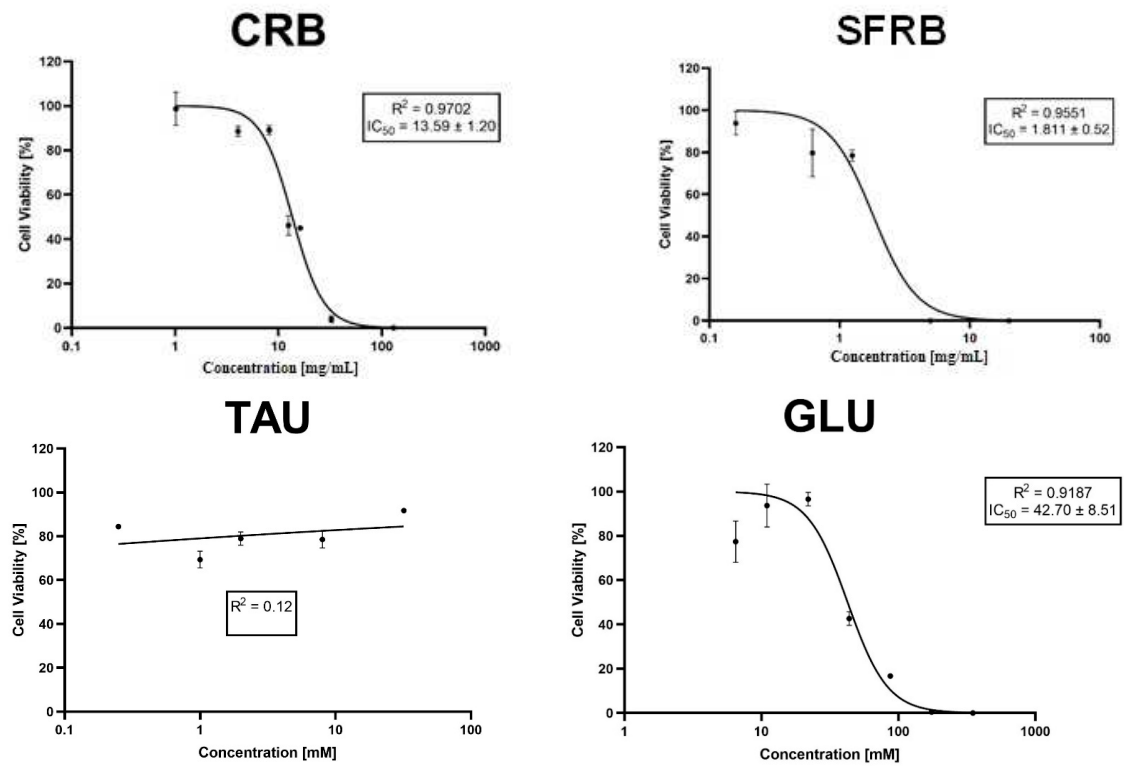 CRB
120
100
80
60
40
20
0
0.1 1 10 100 1000
Cell Viability [%]
Concentration [mg/mL]
R² = 0.9702
IC₅₀ = 13.59 ± 1.20
SFRB
120
100
80
60
40
20
0
0.1 1 10 100
Cell Viability [%]
Concentration [mg/mL]
R² = 0.9551
IC₅₀ = 1.811 ± 0.52
TAU
120
100
80
60
40
20
0
0.1 1 10
Cell Viability [%]
Concentration [mM]
R² = 0.12
GLU
120
100
80
60
40
20
0
1 10 100 1000
Cell Viability [%]
Concentration [mM]
R² = 0.9187
IC₅₀ = 42.70 ± 8.51